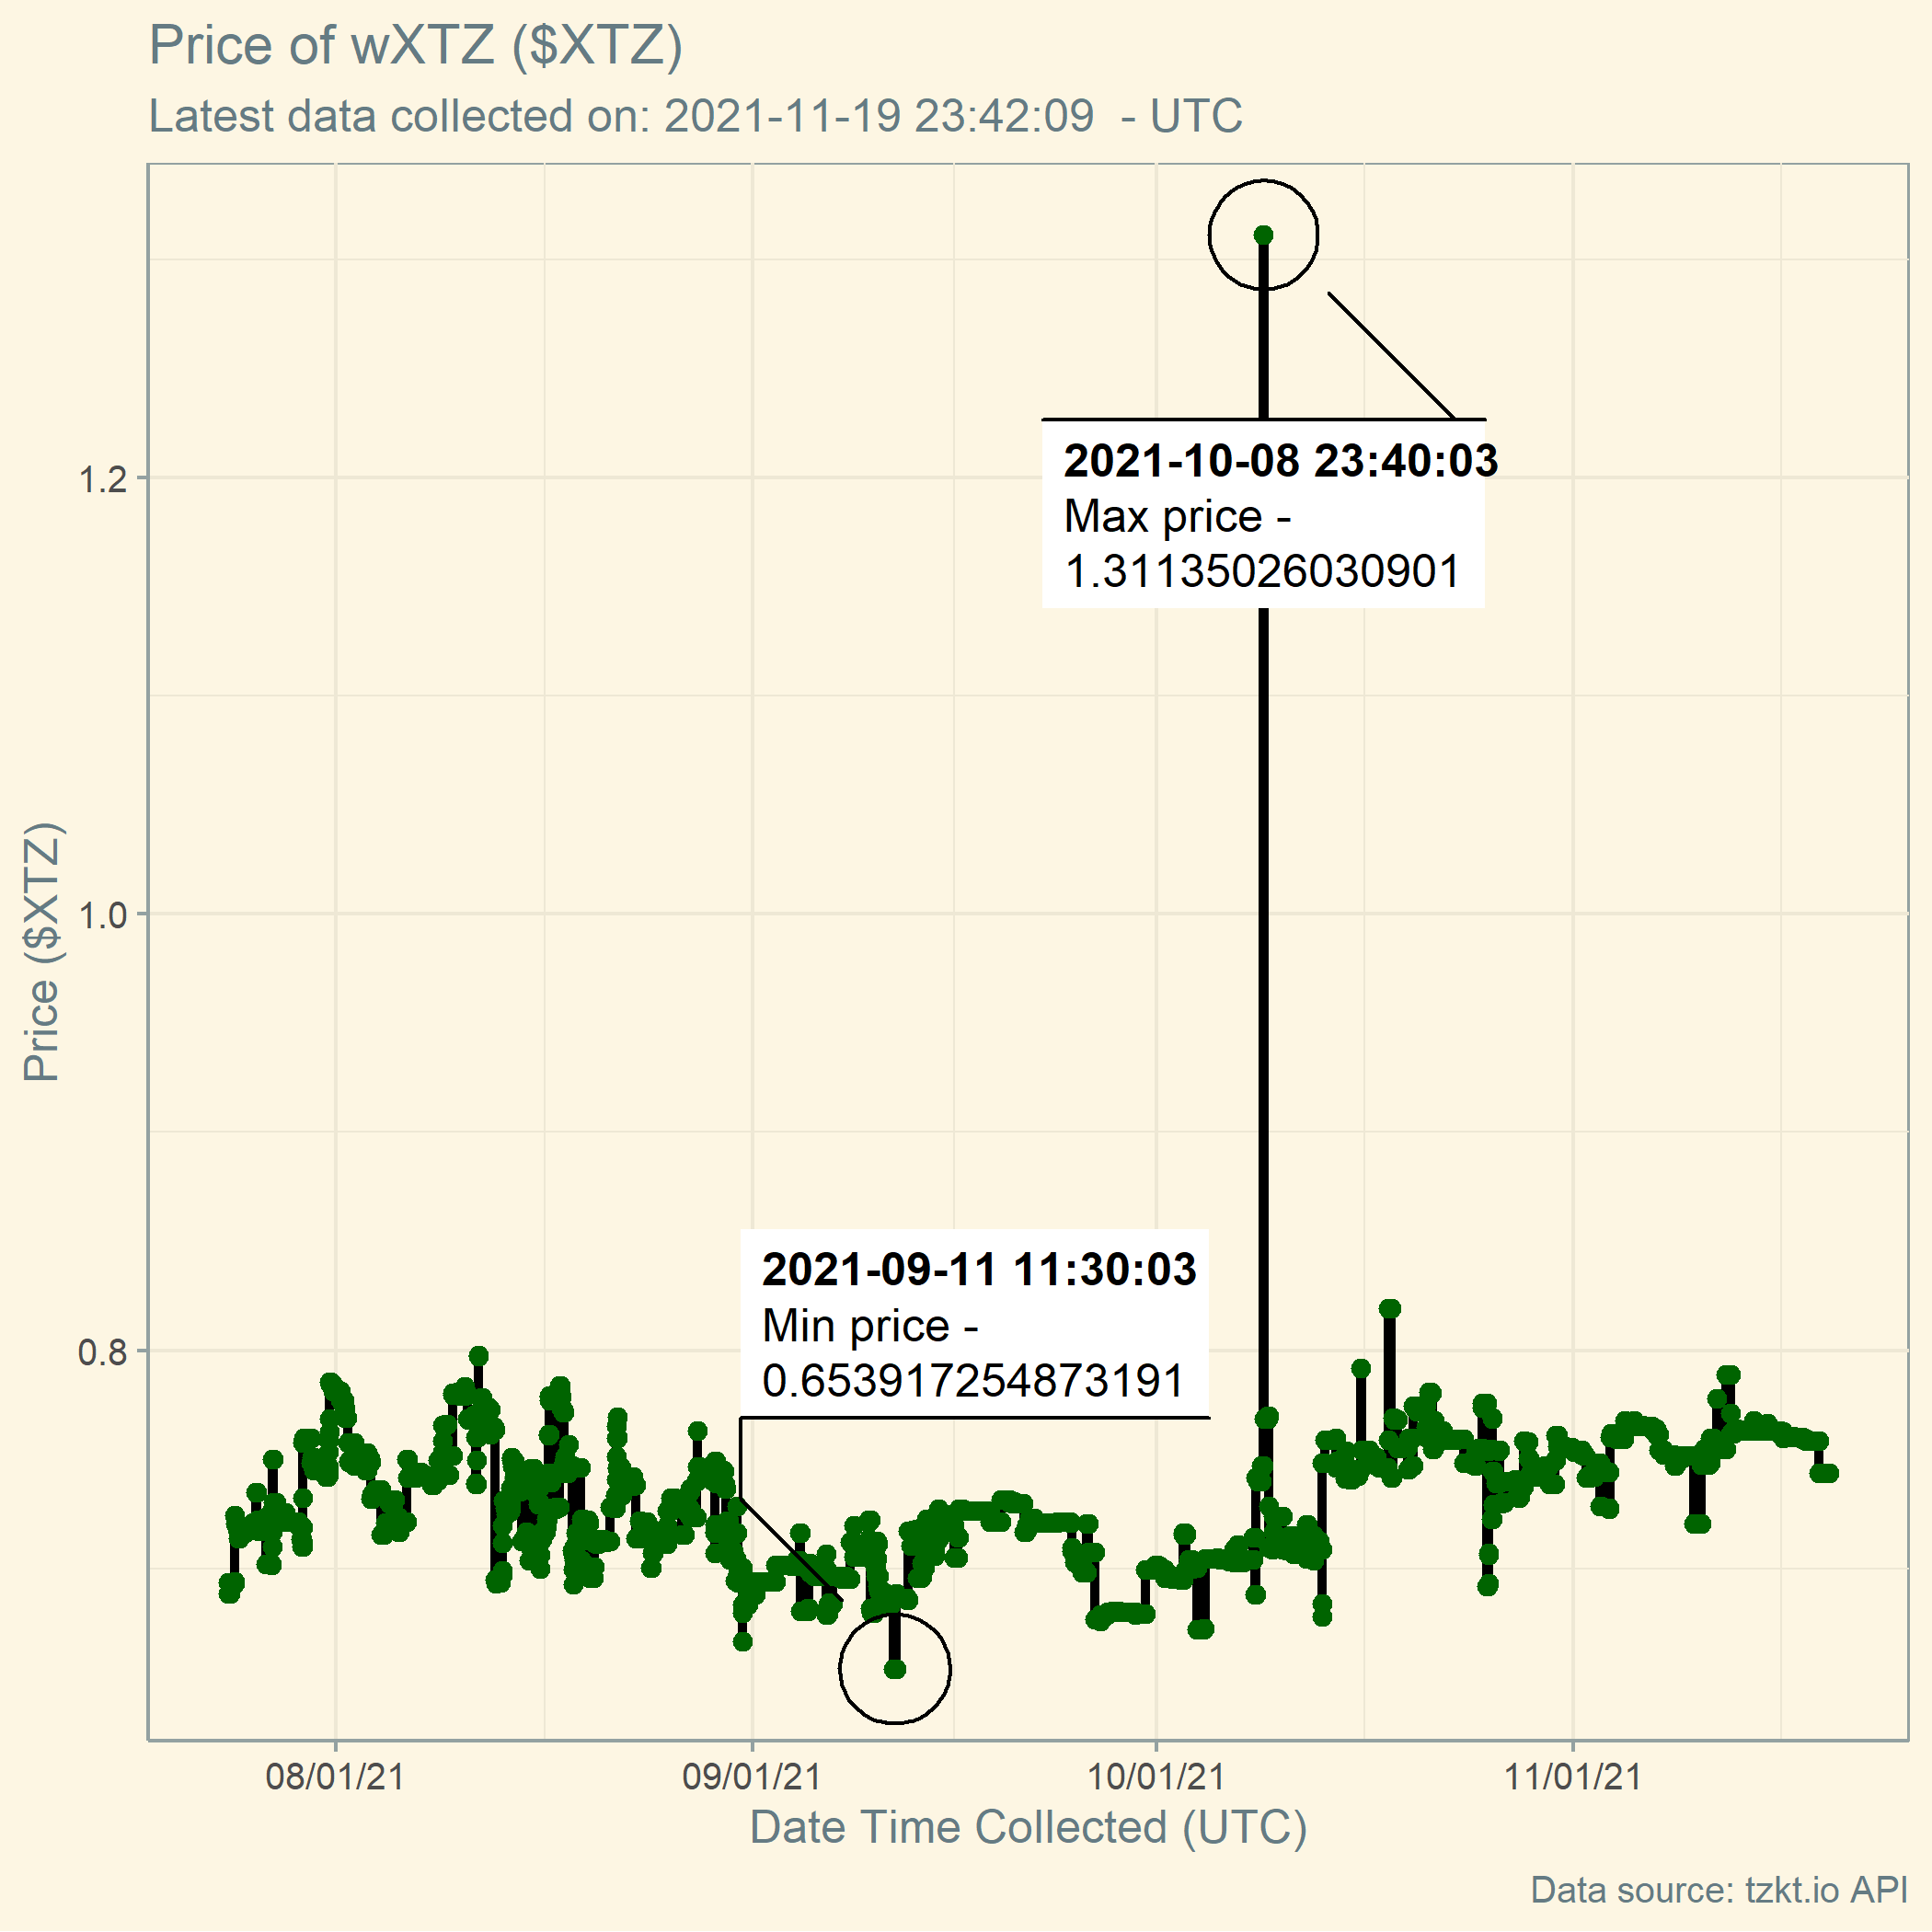 Price of wXTZ ($XTZ)
Latest data collected on: 2021-11-19 23:42:09  - UTC
2021-10-08 23:40:03
Max price -
1.31135026030901
1.2
1.0
0.8
Price ($XTZ)
2021-09-11 11:30:03
Min price -
0.653917254873191
08/01/21
09/01/21
10/01/21
11/01/21
Date Time Collected (UTC)
Data source: tzkt.io API